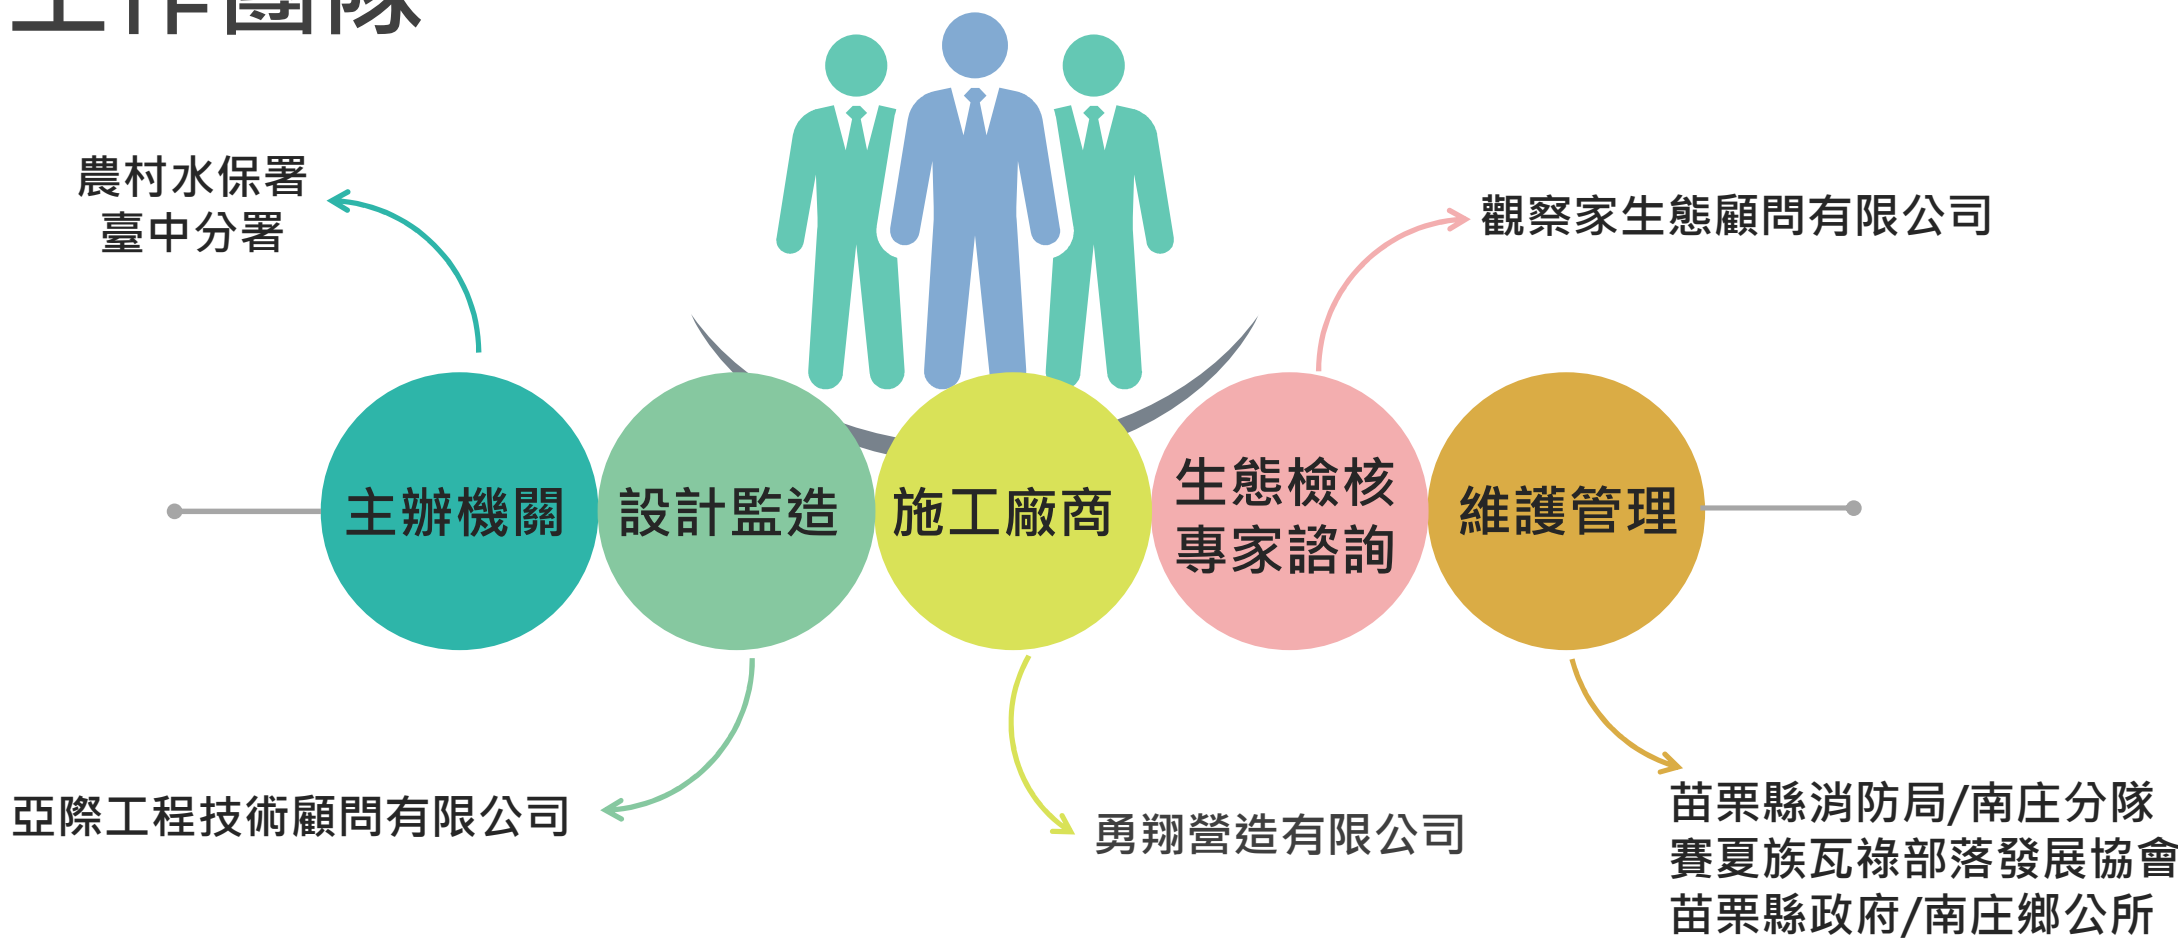 工作團隊
農村水保署
臺中分署
觀察家生態顧問有限公司
主辦機關
設計監造
施工廠商
生態檢核
專家諮詢
維護管理
亞際工程技術顧問有限公司
勇翔營造有限公司
苗栗縣消防局/南庄分隊
賽夏族瓦祿部落發展協會
苗栗縣政府/南庄鄉公所